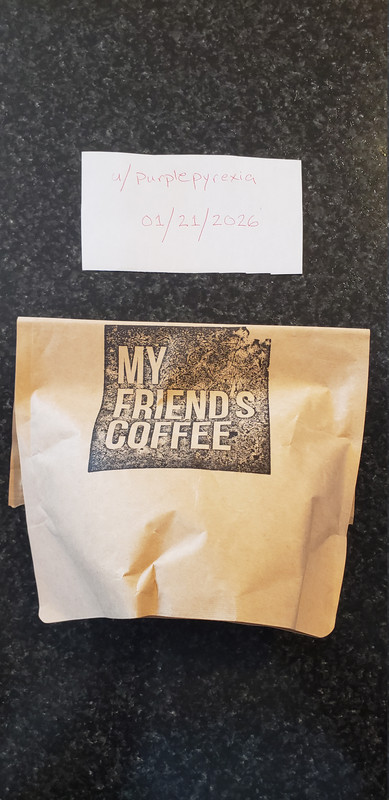 u/purplepyrexia
01/21/2026
MY
FRIEND'S
COFFEE